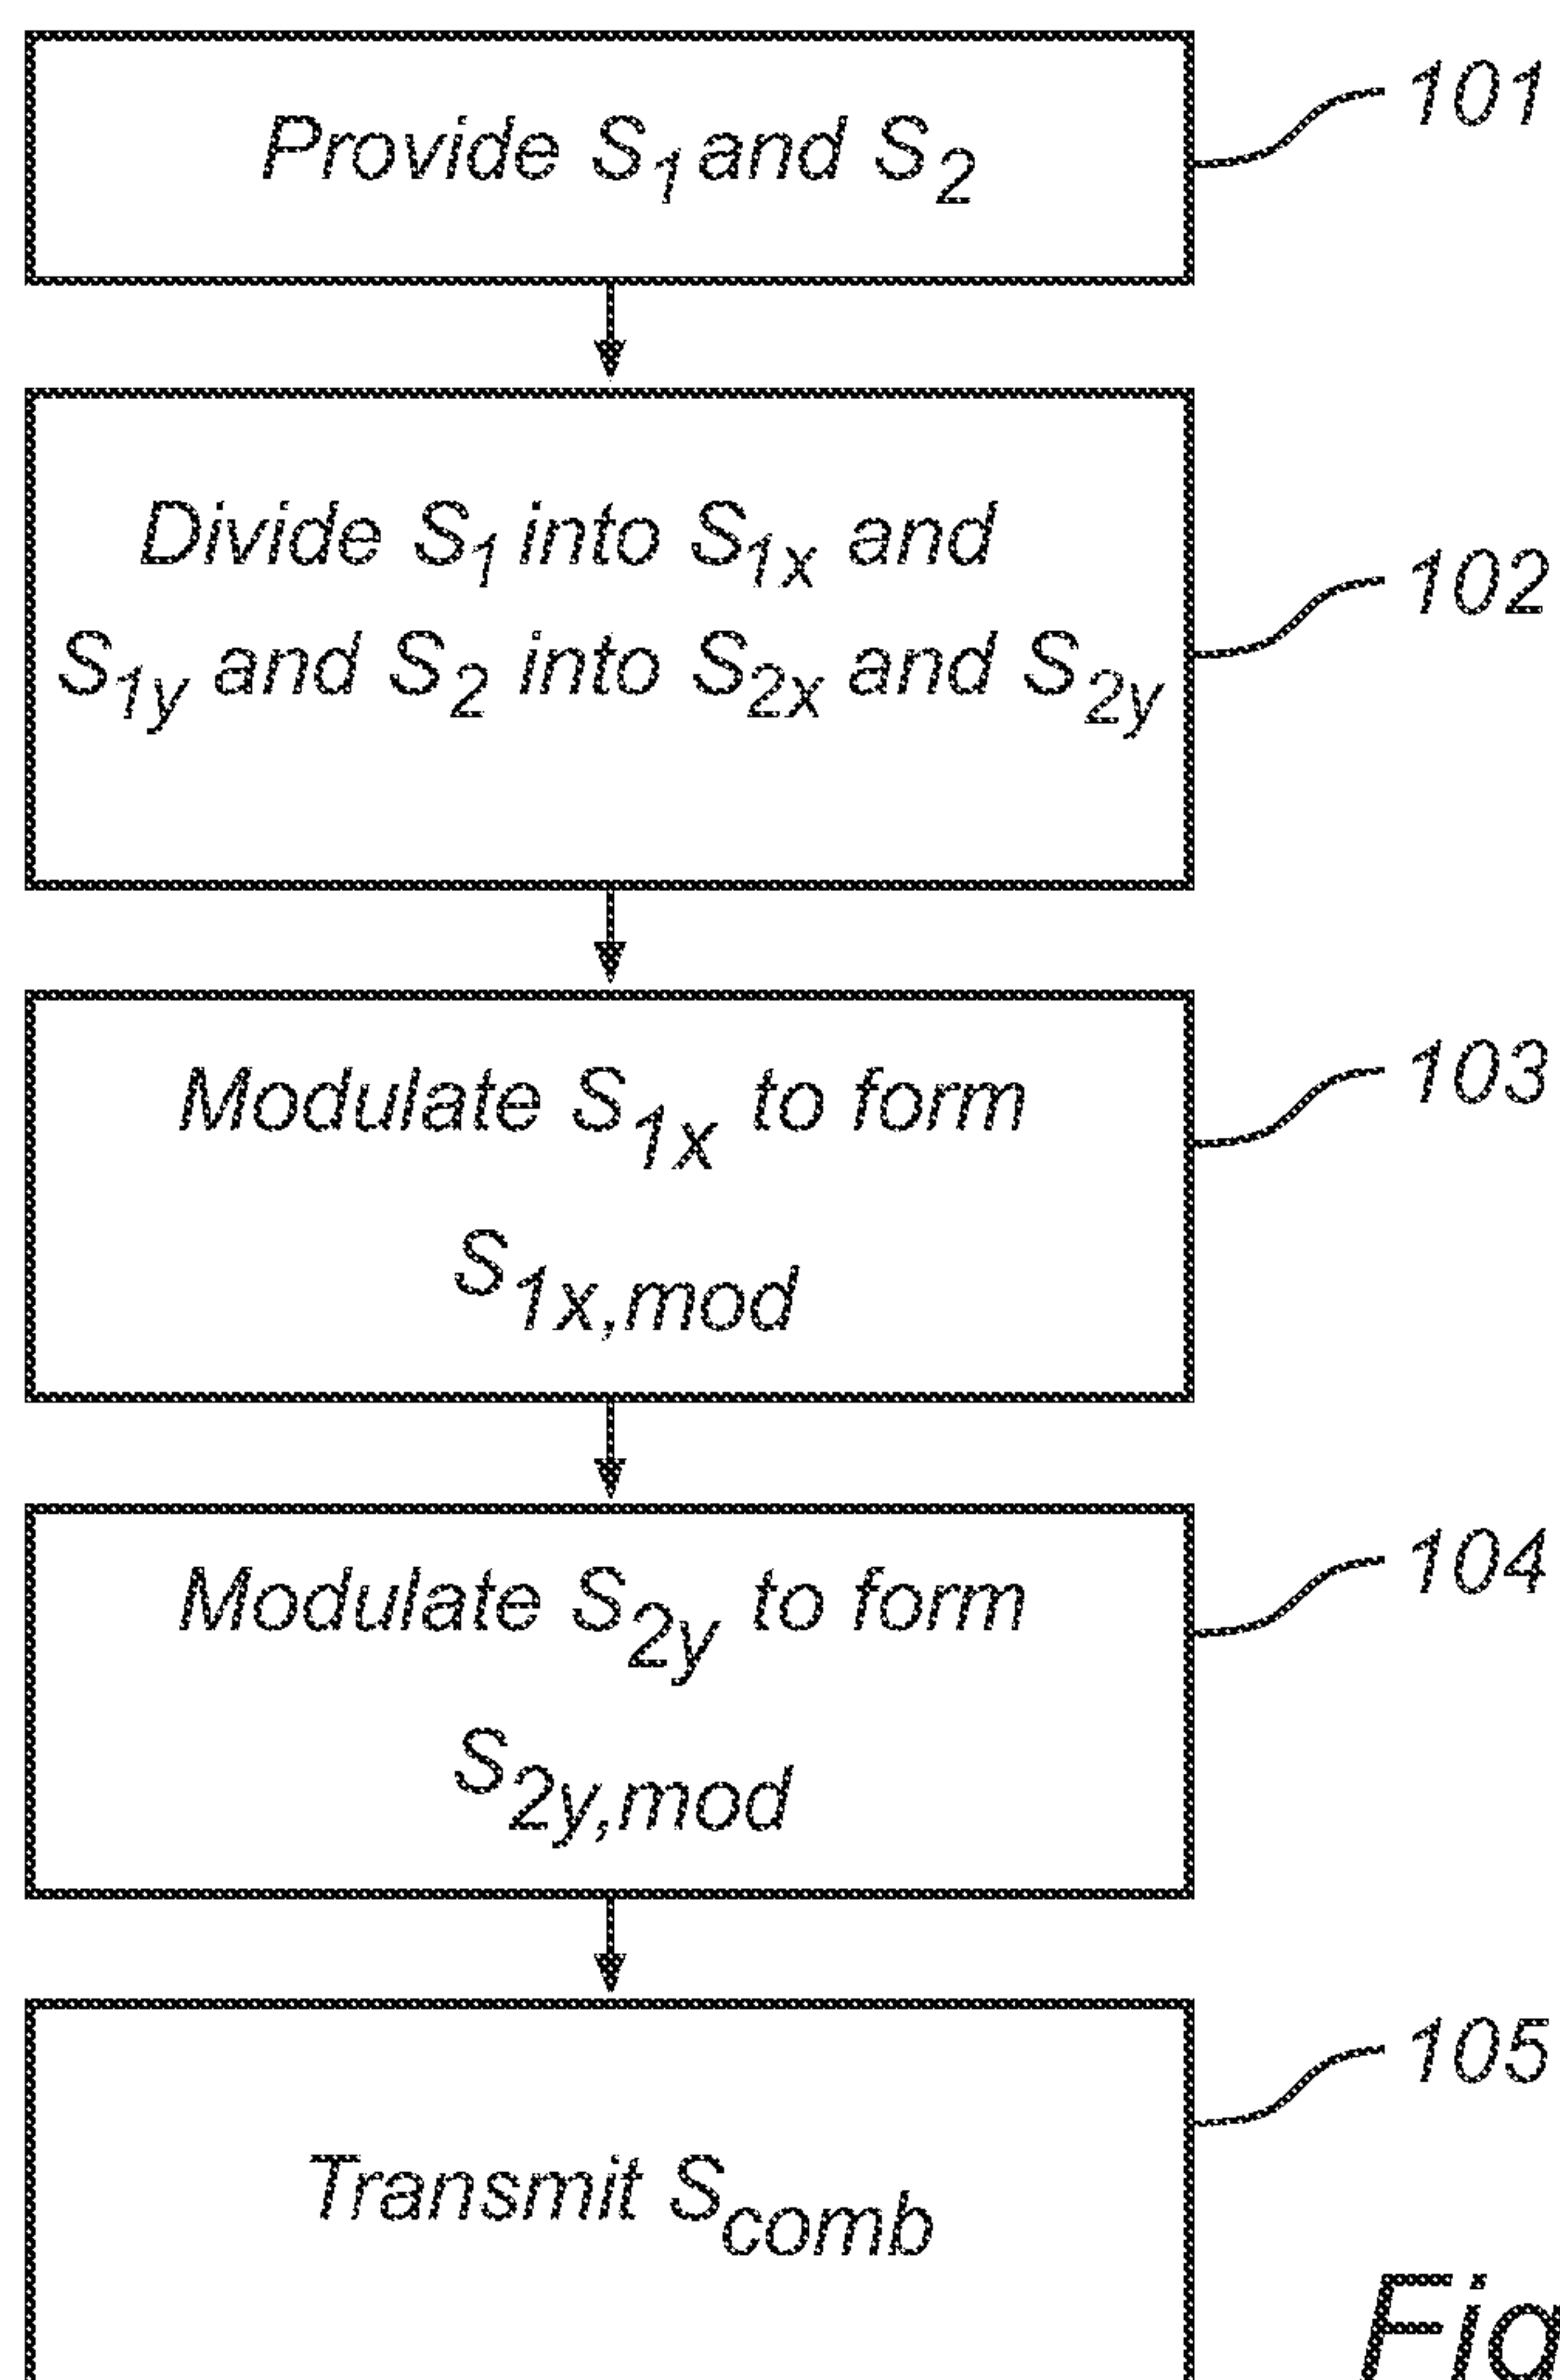 Provide S₁ and S₂
101
Divide S₁ into S₁ₓ and
S₁y and S₂ into S₂ₓ and S₂y
102
Modulate S₁ₓ to form
S₁ₓ,mod
103
Modulate S₂y to form
S₂y,mod
104
Transmit Scomb
105
Fig